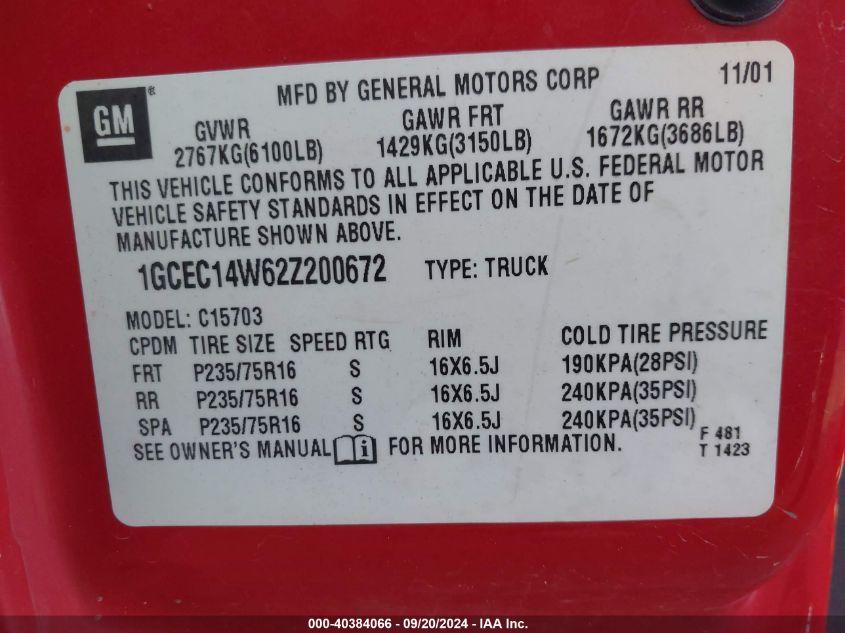 GM ® MFD BY GENERAL MOTORS CORP 11/01
GVWR GAWR FRT GAWR RR
2767KG(6100LB) 1429KG(3150LB) 1672KG(3686LB)
THIS VEHICLE CONFORMS TO ALL APPLICABLE U.S. FEDERAL MOTOR
VEHICLE SAFETY STANDARDS IN EFFECT ON THE DATE OF
MANUFACTURE SHOWN ABOVE.
1GCEC14W62Z200672 TYPE: TRUCK
MODEL: C15703
CPDM TIRE SIZE SPEED RTG RIM COLD TIRE PRESSURE
FRT P235/75R16 S 16X6.5J 190KPA(28PSI)
RR P235/75R16 S 16X6.5J 240KPA(35PSI)
SPA P235/75R16 S 16X6.5J 240KPA(35PSI)
SEE OWNER'S MANUAL i FOR MORE INFORMATION.
F 481
T 1423
000-40384066 - 09/20/2024 - IAA Inc.